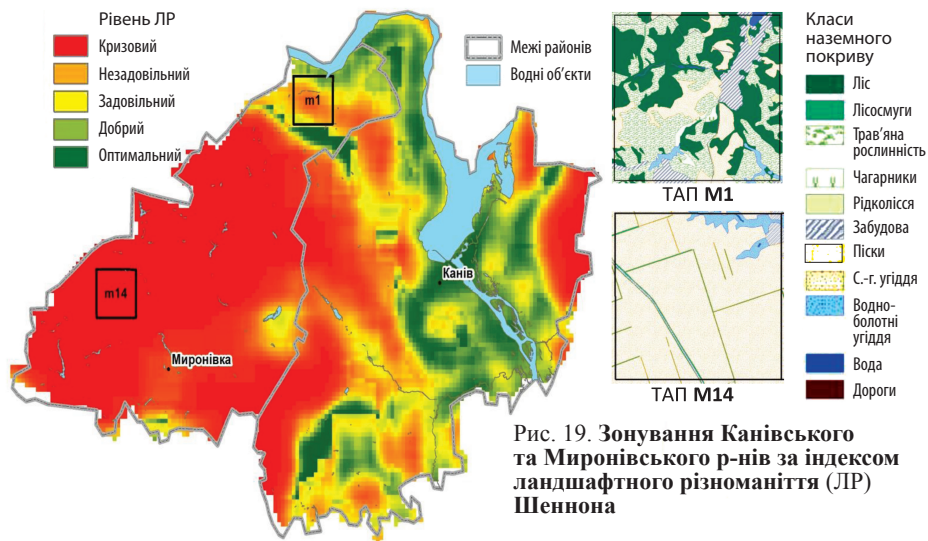 Рівень ЛР
Кризовий
Незадовільний
Задовільний
Добрий
Оптимальний
m1
m14
Миронівка
Канів
Межі районів
Водні об'єкти
ТАП М1
ТАП М14
Класи
наземного
покриву
Ліс
Лісосмуги
Трав'яна
рослинність
Чагарники
Рідколісся
Забудова
Піски
С.-г. угіддя
Водно-
болотні
угіддя
Вода
Дороги
Рис. 19. Зонування Канівського
та Миронівського р-нів за індексом
ландшафтного різноманіття (ЛР)
Шеннона